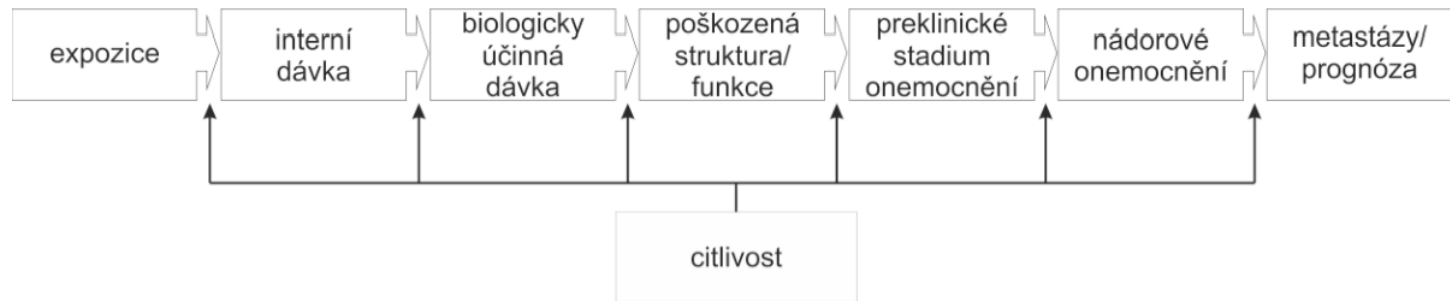 expozice
interní
dávka
biologicky
účinná
dávka
poškozená
struktura/
funkce
preklinické
stadium
onemocnění
nádorové
onemocnění
metastázy/
prognóza
citlivost